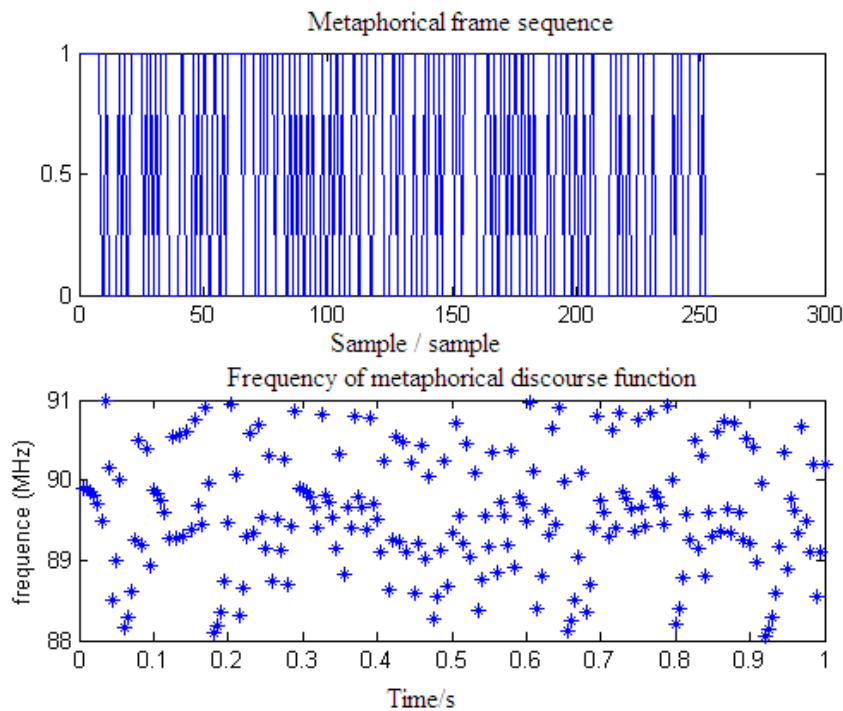 Metaphorical frame sequence
1
0.5
0
0 50 100 150 200 250 300
Sample / sample
Frequency of metaphorical discourse function
91
90
89
88
frequence (MHz)
0 0.1 0.2 0.3 0.4 0.5 0.6 0.7 0.8 0.9 1
Time/s